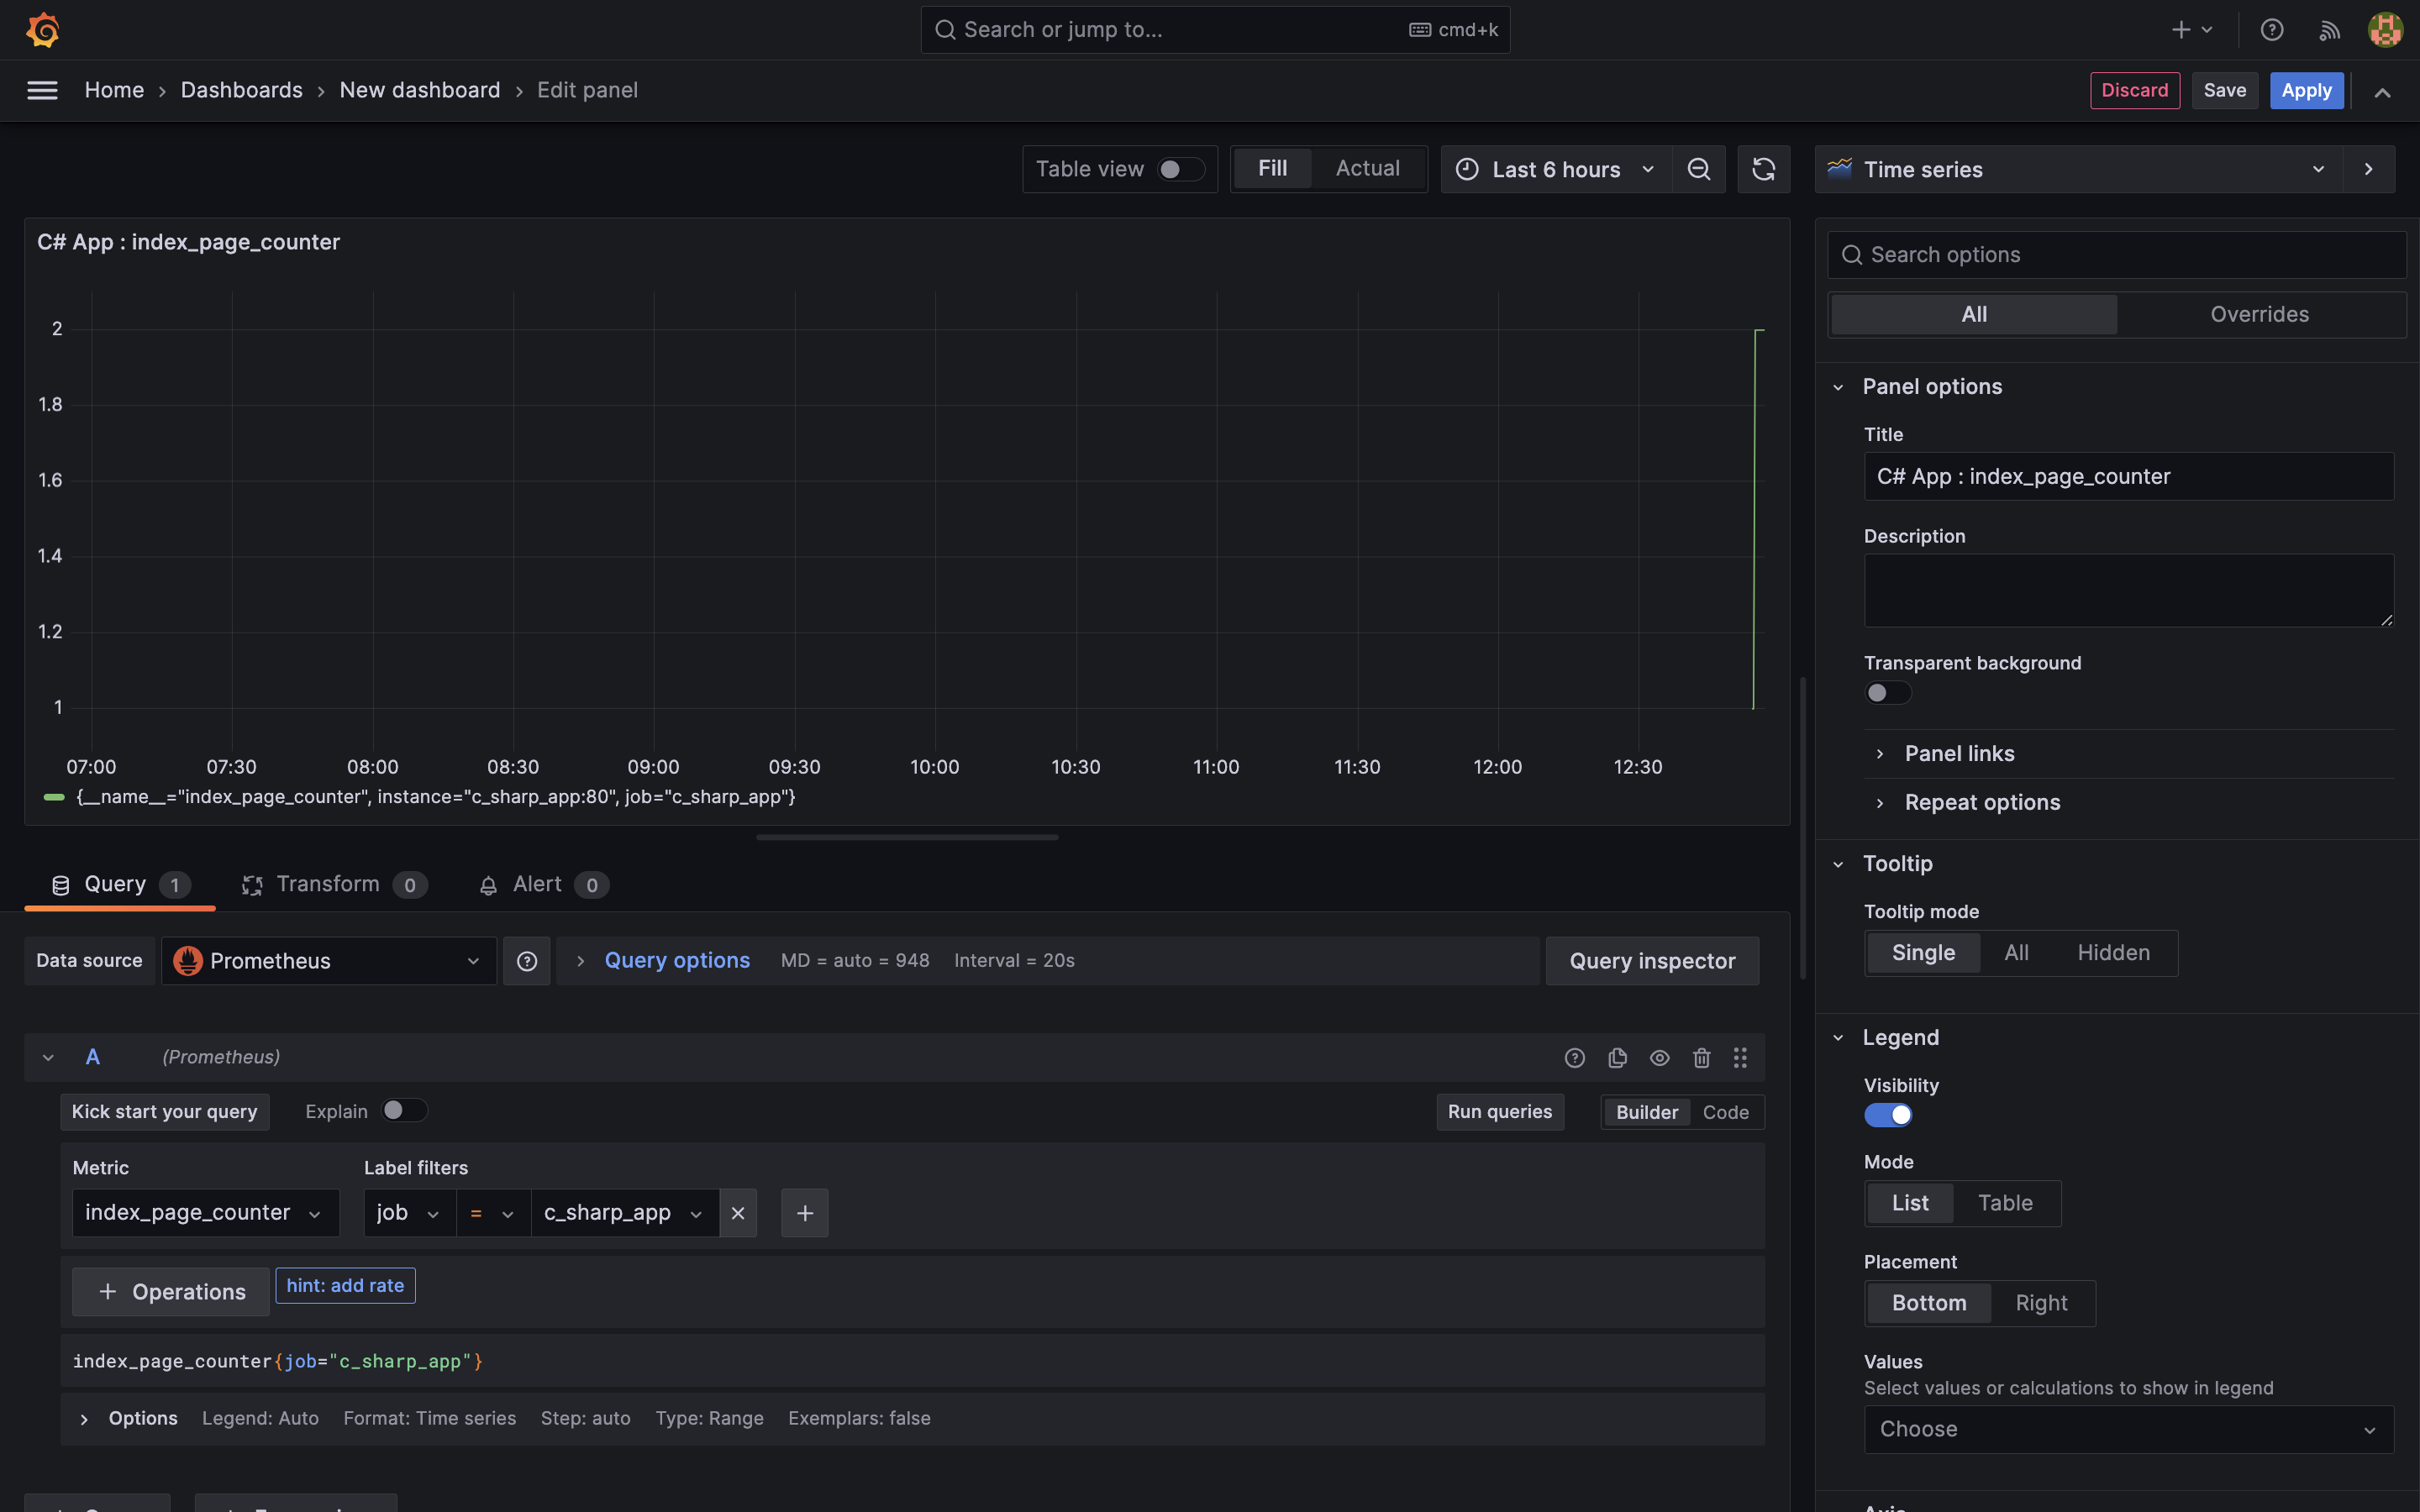 Search or jump to... cmd+k
Home › Dashboards › New dashboard › Edit panel
Discard Save Apply
Table view Fill Actual Last 6 hours
Time series
C# App : index_page_counter
2
1.8
1.6
1.4
1.2
1
07:00 07:30 08:00 08:30 09:00 09:30 10:00 10:30 11:00 11:30 12:00 12:30
{__name__="index_page_counter", instance="c_sharp_app:80", job="c_sharp_app"}
Query 1 Transform 0 Alert 0
Data source Prometheus Query options MD = auto = 948 Interval = 20s Query inspector
A (Prometheus)
Kick start your query Explain Run queries Builder Code
Metric Label filters
index_page_counter job = c_sharp_app
+ Operations hint: add rate
index_page_counter{job="c_sharp_app"}
Options Legend: Auto Format: Time series Step: auto Type: Range Exemplars: false
Search options
All Overrides
Panel options
Title
C# App : index_page_counter
Description
Transparent background
Panel links
Repeat options
Tooltip
Tooltip mode
Single All Hidden
Legend
Visibility
Mode
List Table
Placement
Bottom Right
Values
Select values or calculations to show in legend
Choose